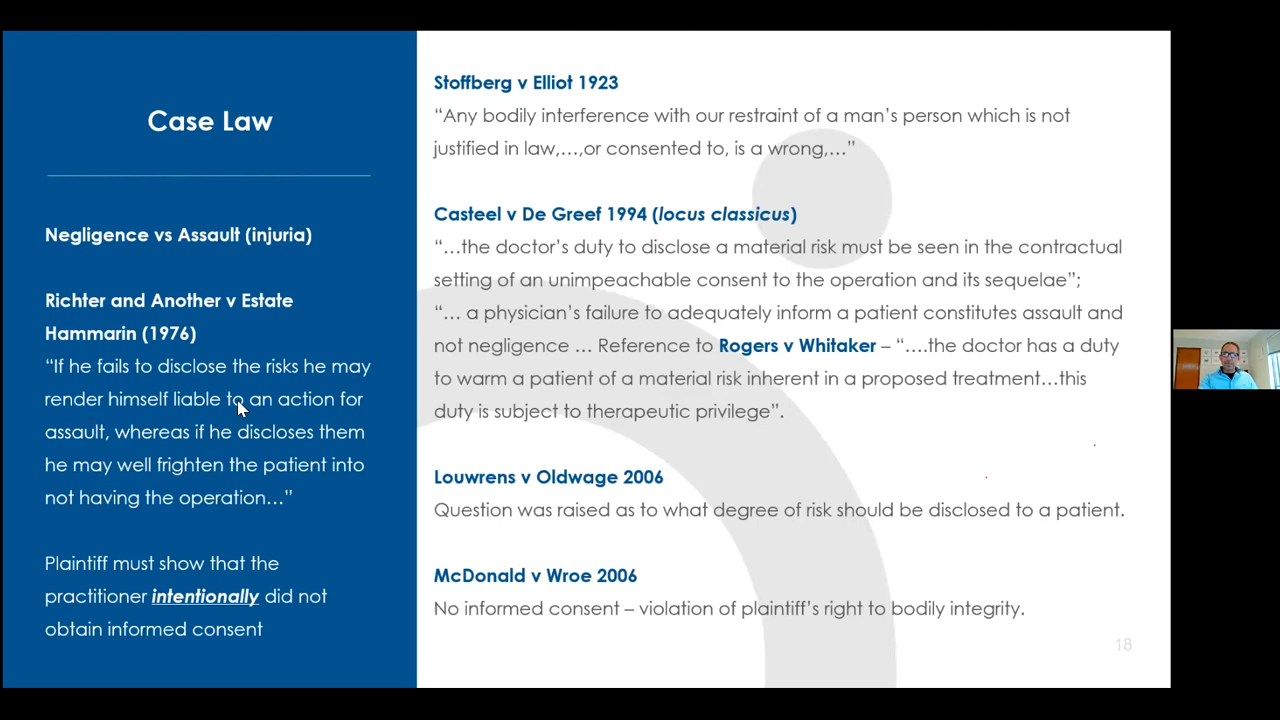 Case Law
Negligence vs Assault (injuria)
Richter and Another v Estate
Hammarin (1976)
“If he fails to disclose the risks he may
render himself liable to an action for
assault, whereas if he discloses them
he may well frighten the patient into
not having the operation…”
Plaintiff must show that the
practitioner intentionally did not
obtain informed consent
Stoffberg v Elliot 1923
“Any bodily interference with our restraint of a man’s person which is not
justified in law,…,or consented to, is a wrong,…”
Casteel v De Greef 1994 (locus classicus)
“…the doctor’s duty to disclose a material risk must be seen in the contractual
setting of an unimpeachable consent to the operation and its sequelae”;
“… a physician’s failure to adequately inform a patient constitutes assault and
not negligence … Reference to Rogers v Whitaker – “….the doctor has a duty
to warm a patient of a material risk inherent in a proposed treatment…this
duty is subject to therapeutic privilege”.
Louwrens v Oldwage 2006
Question was raised as to what degree of risk should be disclosed to a patient.
McDonald v Wroe 2006
No informed consent – violation of plaintiff’s right to bodily integrity.
18